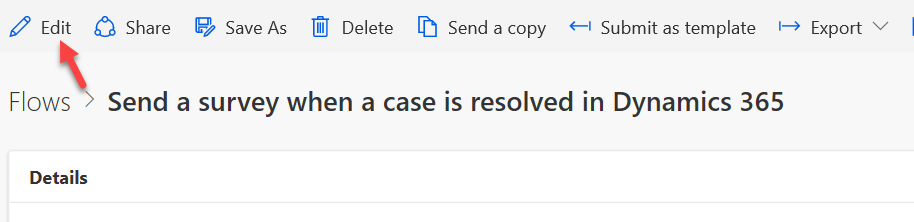 Edit Share Save As Delete Send a copy Submit as template Export
Flows > Send a survey when a case is resolved in Dynamics 365
Details